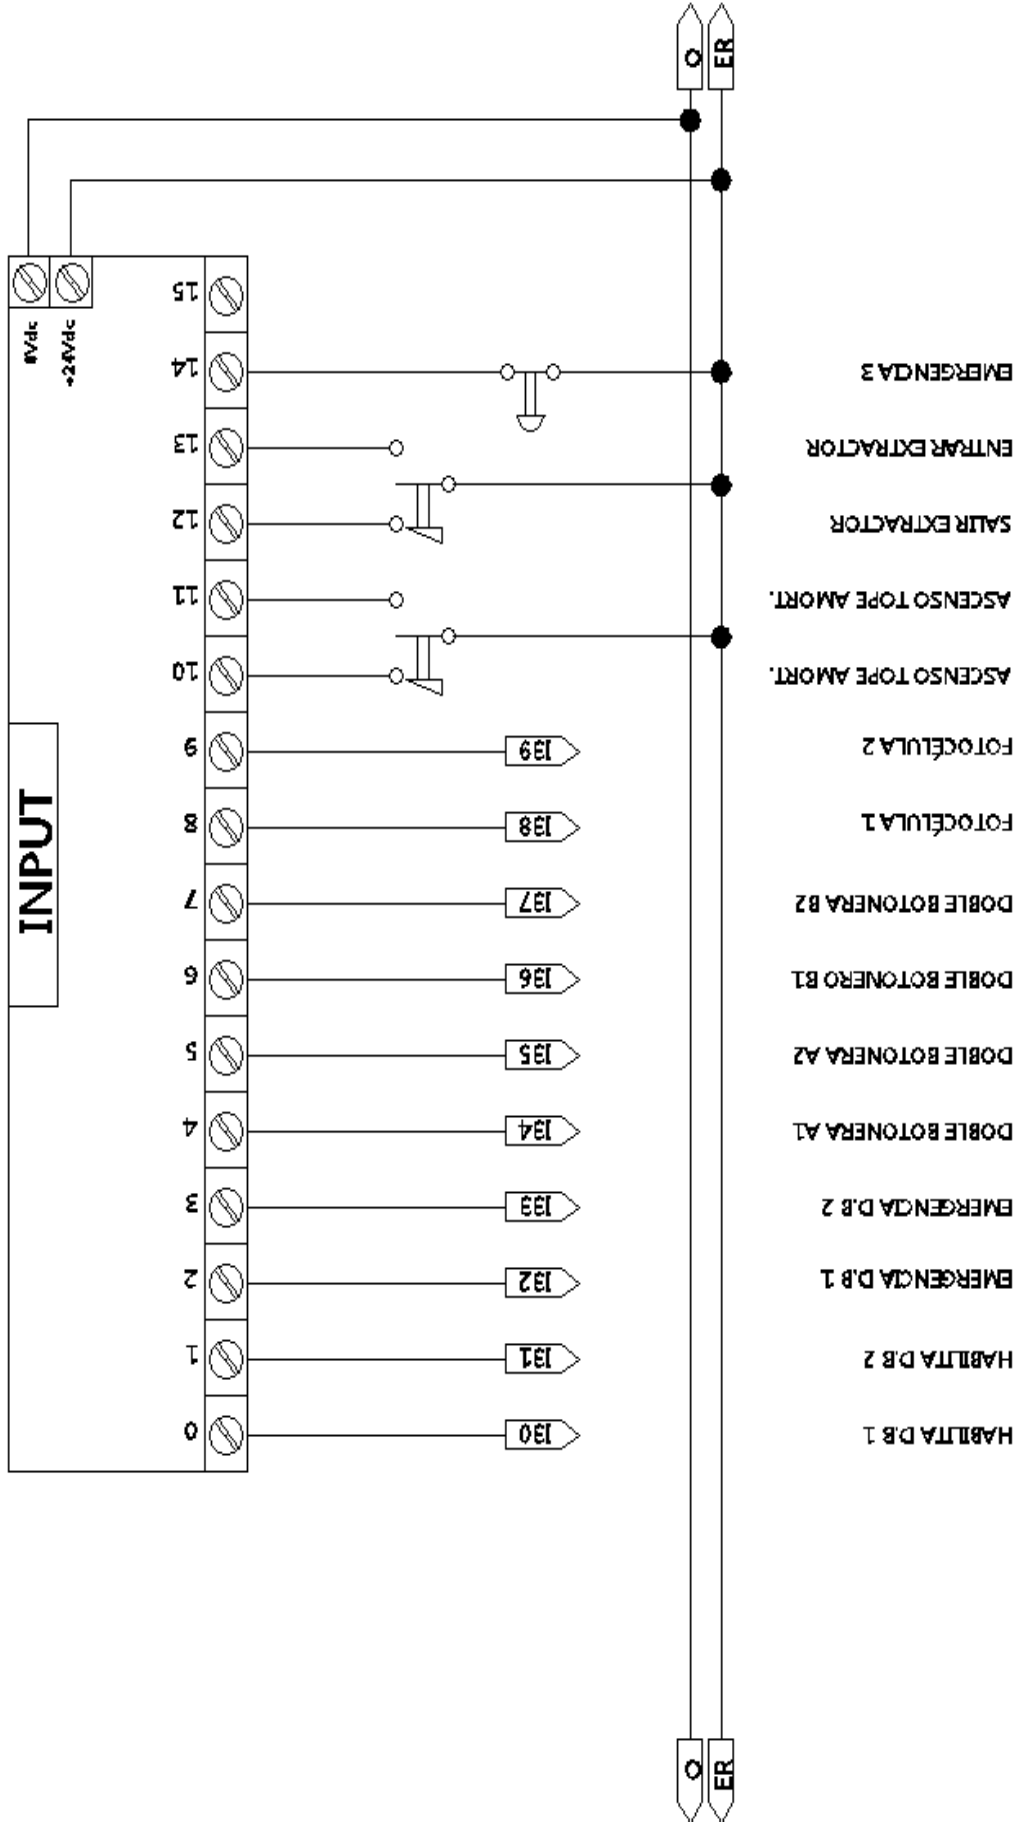 O
ER
0Vdc
+24Vdc
INPUT
15
14
EMERGENCIA 3
13
ENTRAR EXTRACTOR
12
SALIR EXTRACTOR
11
ASCENSO TOPE AMORT.
10
ASCENSO TOPE AMORT.
9
I39
FOTOCÉLULA 2
8
I38
FOTOCÉLULA 1
7
I37
DOBLE BOTONERA B2
6
I36
DOBLE BOTONERO B1
5
I35
DOBLE BOTONERA A2
4
I34
DOBLE BOTONERA A1
3
I33
EMERGENCIA D.B 2
2
I32
EMERGENCIA D.B 1
1
I31
HABILITA D.B 2
0
I30
HABILITA D.B 1
O
ER